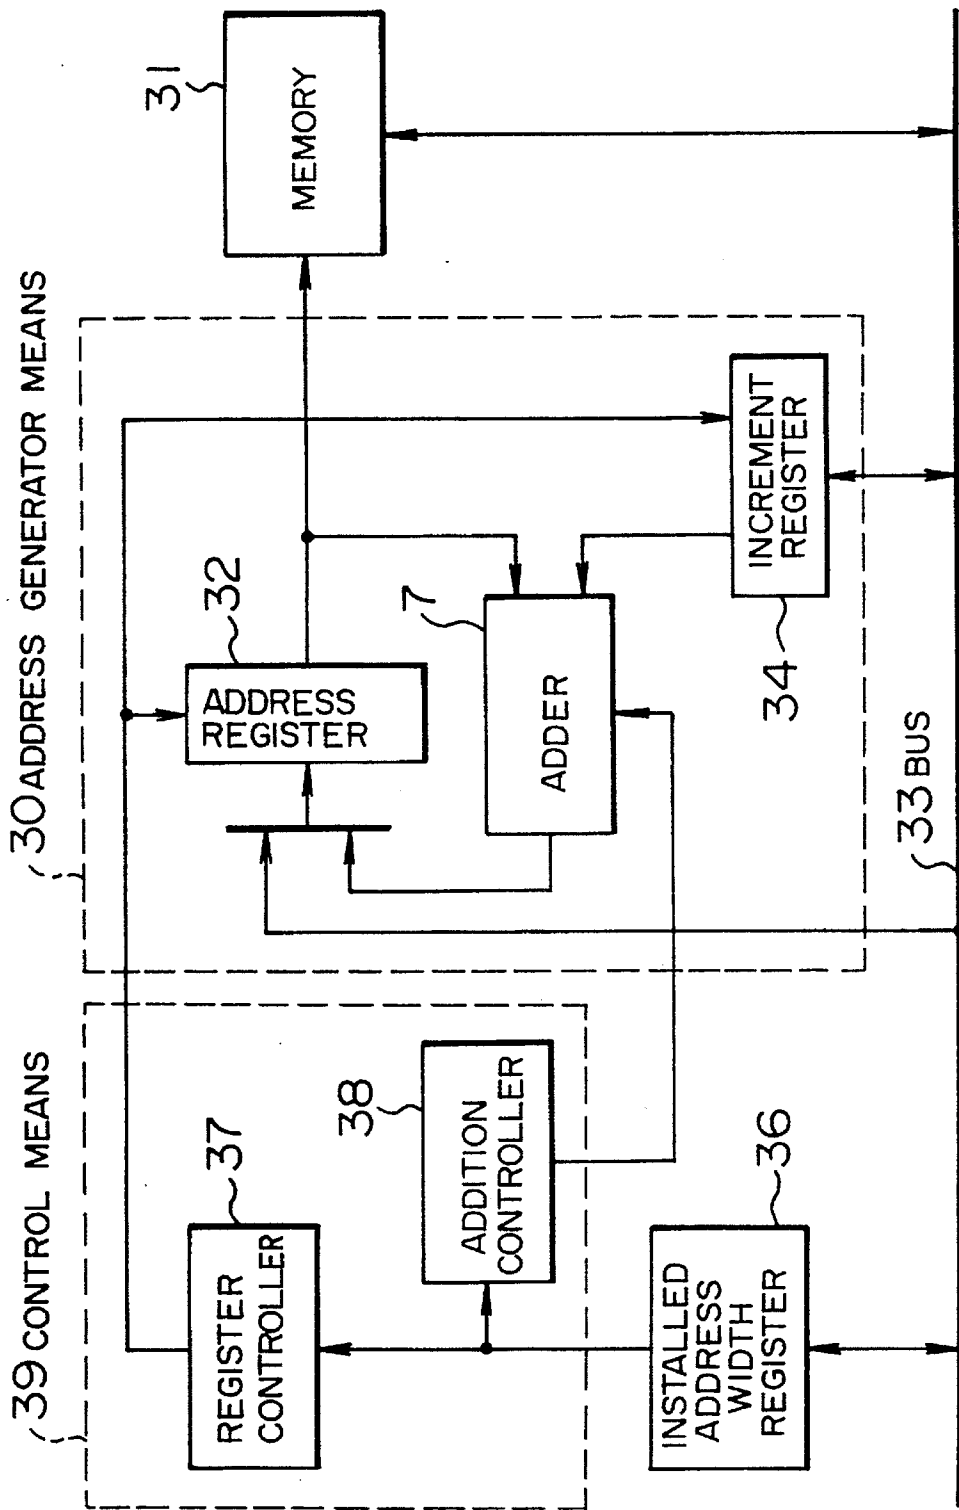 39 CONTROL MEANS
37
REGISTER
CONTROLLER
38
ADDITION
CONTROLLER
36
INSTALLED
ADDRESS
WIDTH
REGISTER
30 ADDRESS GENERATOR MEANS
32
ADDRESS
REGISTER
7
ADDER
34
INCREMENT
REGISTER
33 BUS
31
MEMORY